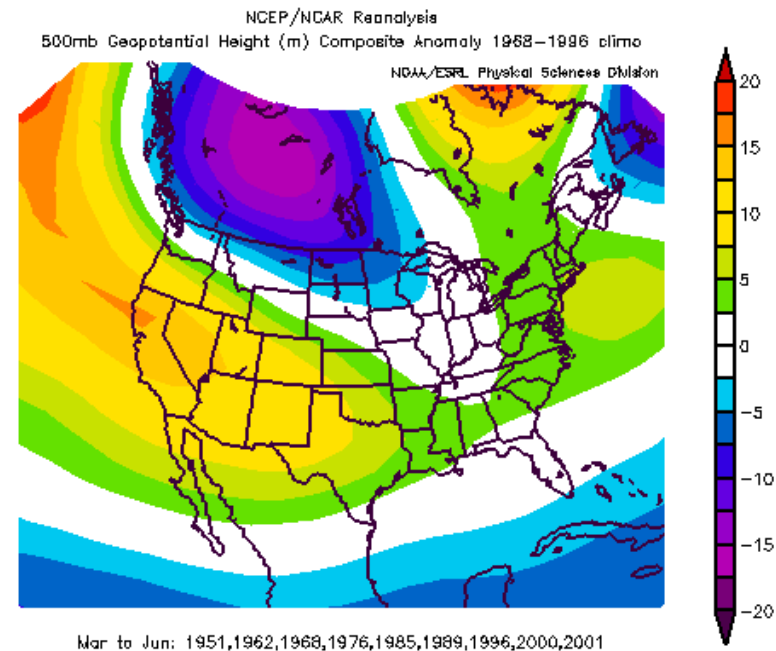 NCEP/NCAR Reanalysis
500mb Geopotential Height (m) Composite Anomaly 1968-1996 climo
NOAA/ESRL Physical Sciences Division
20
15
10
5
0
-5
-10
-15
-20
Mar to Jun: 1951,1962,1968,1976,1985,1989,1996,2000,2001